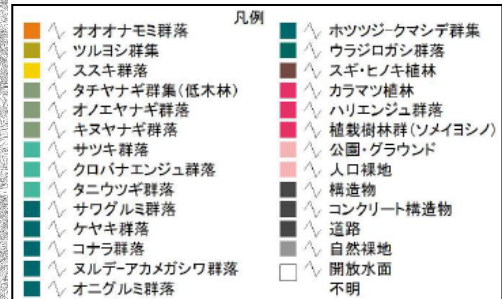 凡例
オオオナモミ群落
ツルヨシ群集
ススキ群落
タチヤナギ群集(低木林)
オノエヤナギ群落
キヌヤナギ群落
サツキ群落
クロバナエンジュ群落
タニウツギ群落
サワグルミ群落
ケヤキ群落
コナラ群落
ヌルデーアカメガシワ群落
オニグルミ群落
ホツツジークマシデ群集
ウラジロガシ群落
スギ・ヒノキ植林
カラマツ植林
ハリエンジュ群落
植栽樹林群(ソメイヨシノ)
公園・グラウンド
人口裸地
構造物
コンクリート構造物
道路
自然裸地
開放水面
不明